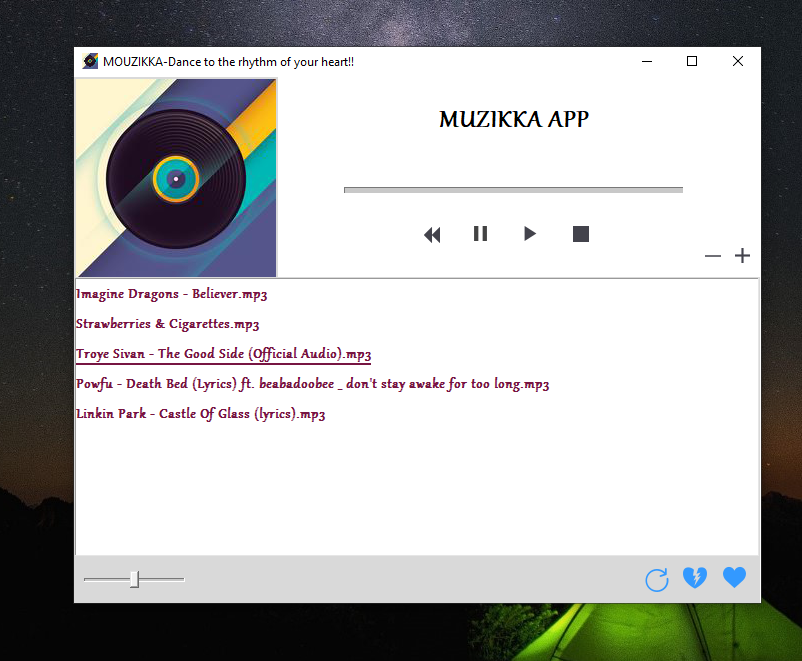 MOUZIKKA-Dance to the rhythm of your heart!!
MUZIKKA APP
Imagine Dragons - Believer.mp3
Strawberries & Cigarettes.mp3
Troye Sivan - The Good Side (Official Audio).mp3
Powfu - Death Bed (Lyrics) ft. beabadoobee _ don't stay awake for too long.mp3
Linkin Park - Castle Of Glass (lyrics).mp3